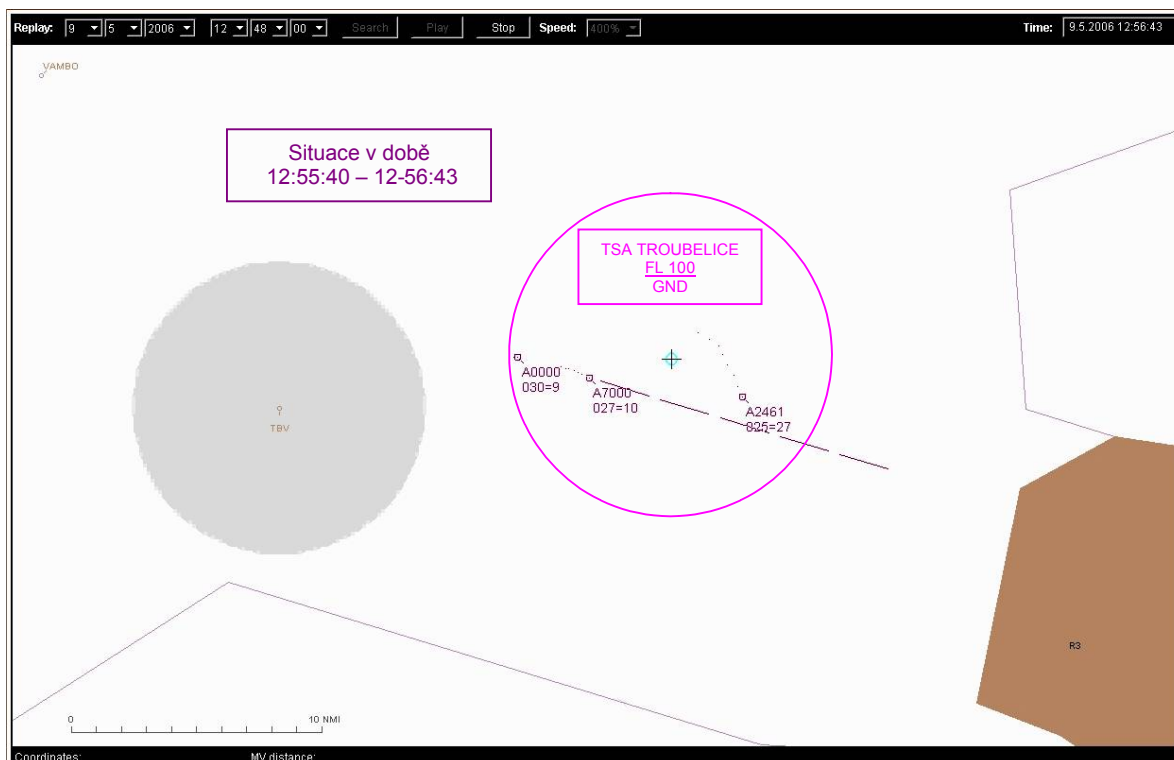 Replay: 9 5 2006 12 48 00 Search Play Stop Speed: 400% Time: 9.5.2006 12:56:43
VAMBO
Situace v době
12:55:40 – 12-56:43
TSA TROUBELICE
FL 100
GND
A0000
030=9
A7000
027=10
A2461
025=27
TBV
R3
0 10 NMI
Coordinates: MV distance: